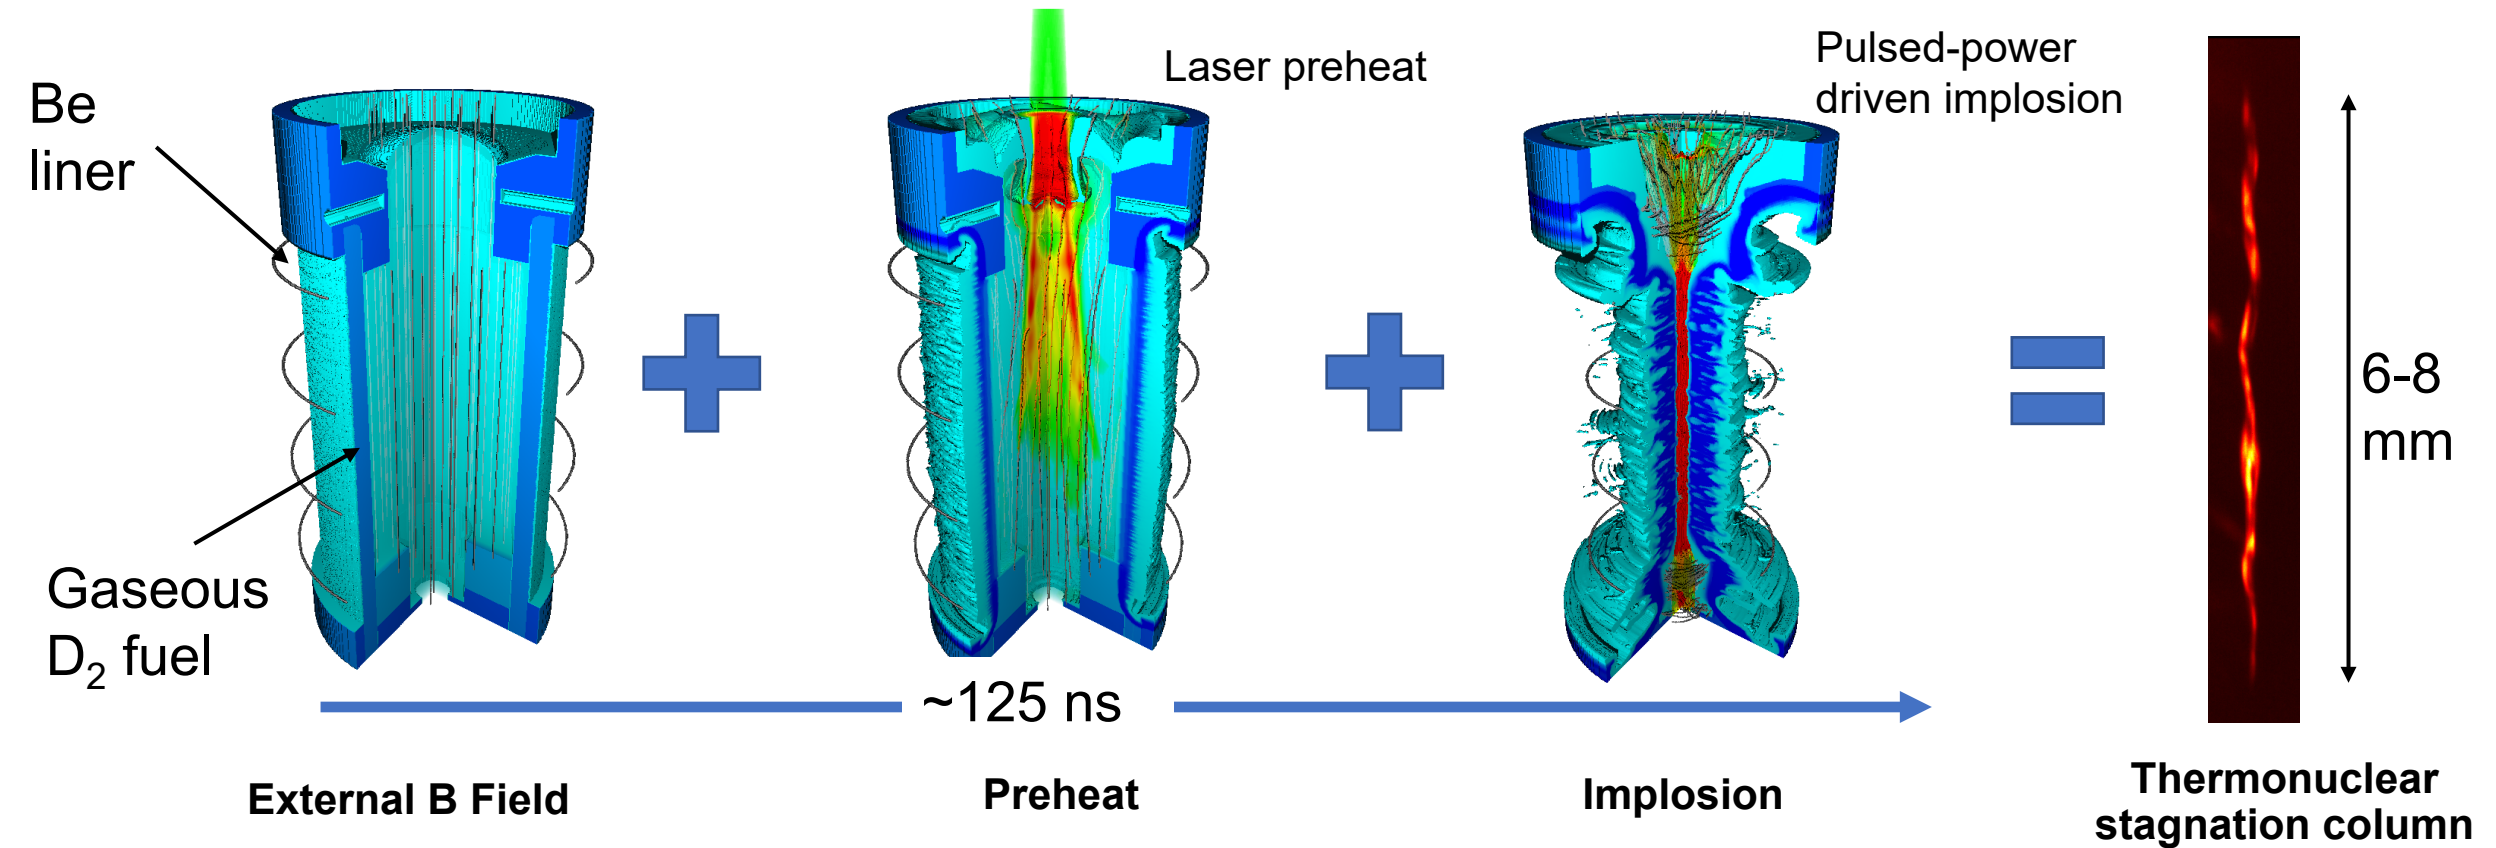 Be
liner
Gaseous
D₂ fuel
Laser preheat
Pulsed-power
driven implosion
6-8
mm
~125 ns
External B Field
Preheat
Implosion
Thermonuclear
stagnation column